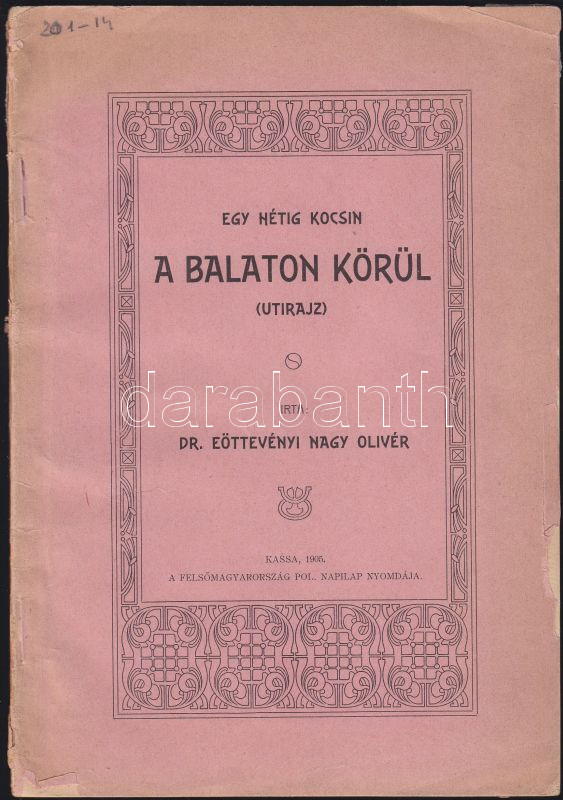 201-14
EGY HÉTIG KOCSIN
A BALATON KÖRÜL
(UTIRAJZ)
darabanth
IRTA:
DR. EÖTTEVÉNYI NAGY OLIVÉR
KASSA, 1905.
A FELSŐMAGYARORSZÁG POL. NAPILAP NYOMDÁJA.